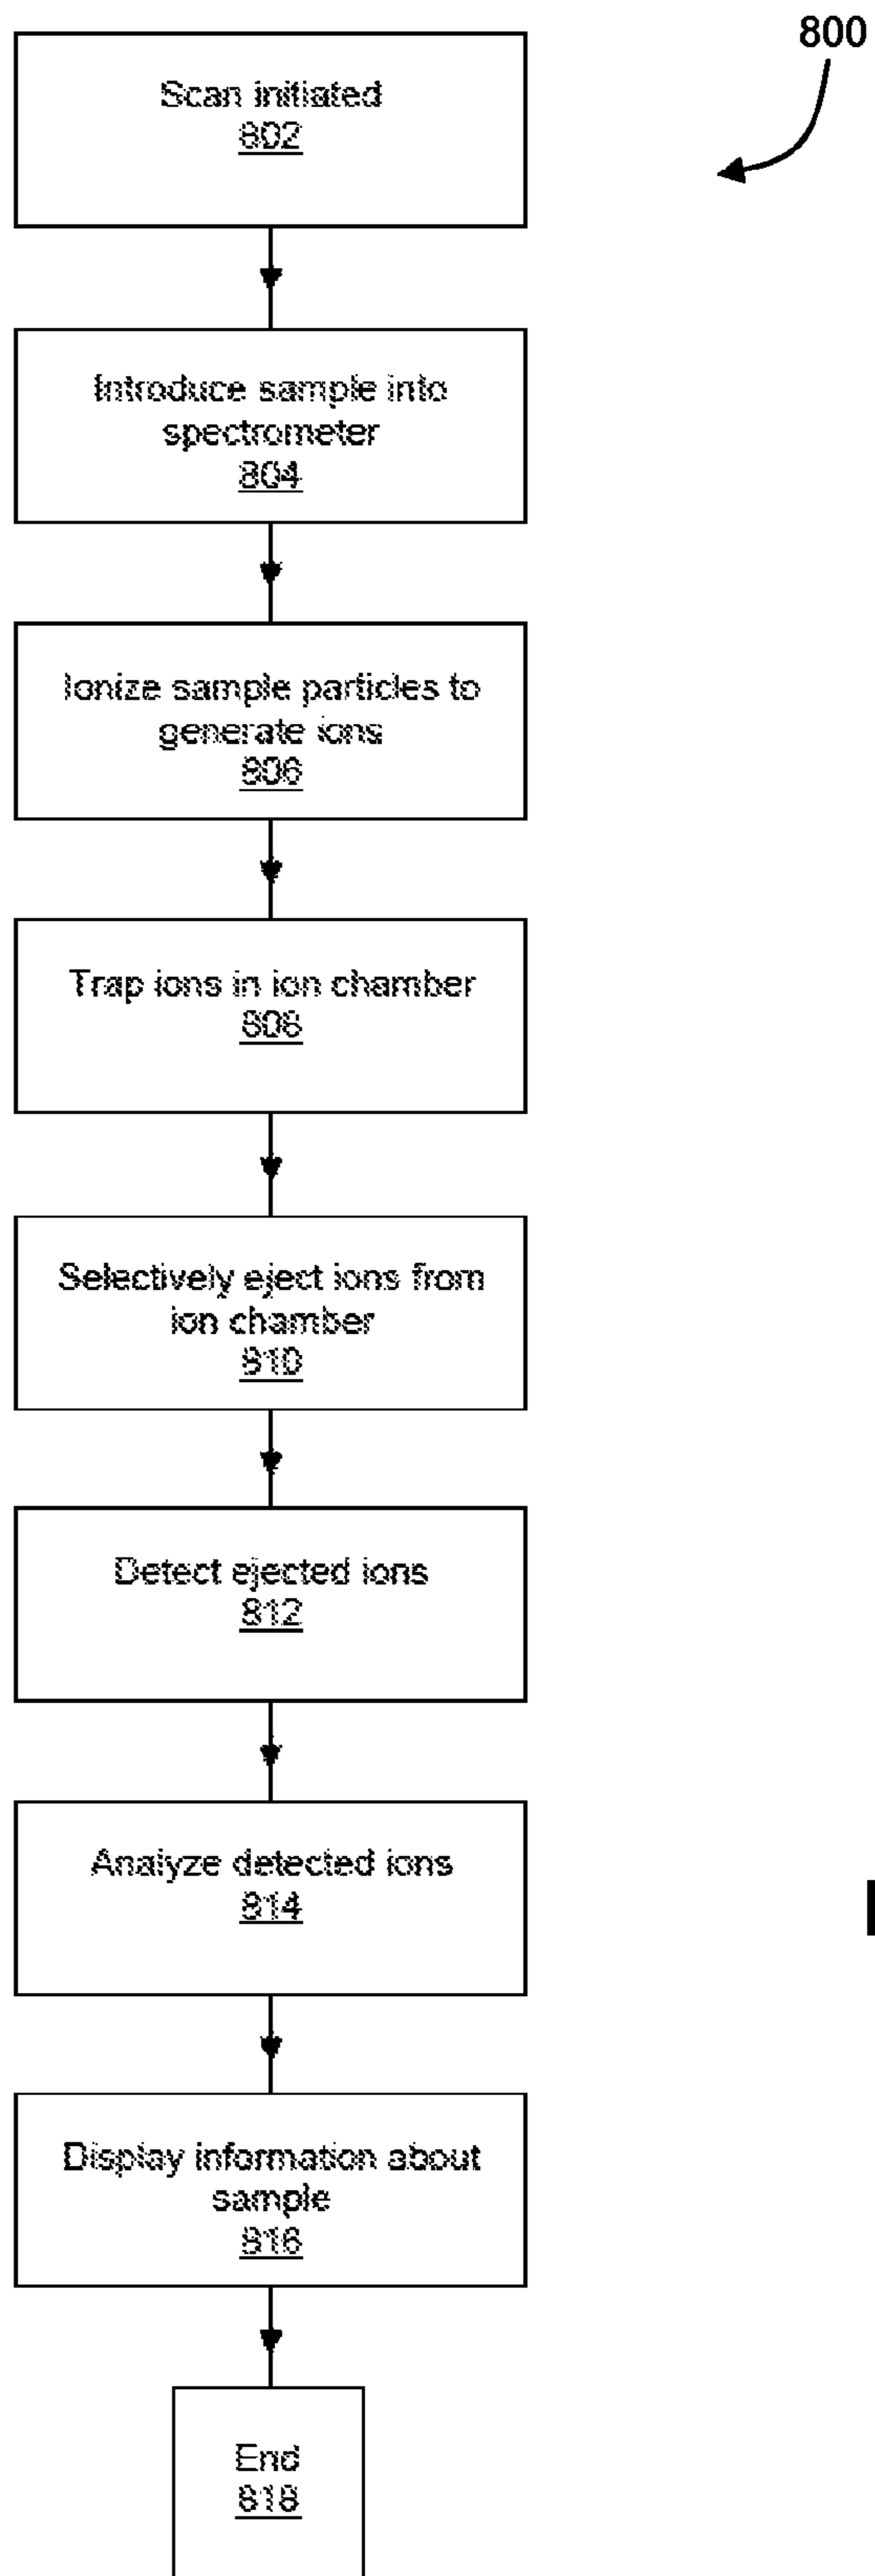 800
Scan initiated
802
Introduce sample into
spectrometer
804
Ionize sample particles to
generate ions
806
Trap ions in ion chamber
808
Selectively eject ions from
ion chamber
810
Detect ejected ions
812
Analyze detected ions
814
Display information about
sample
816
End
818